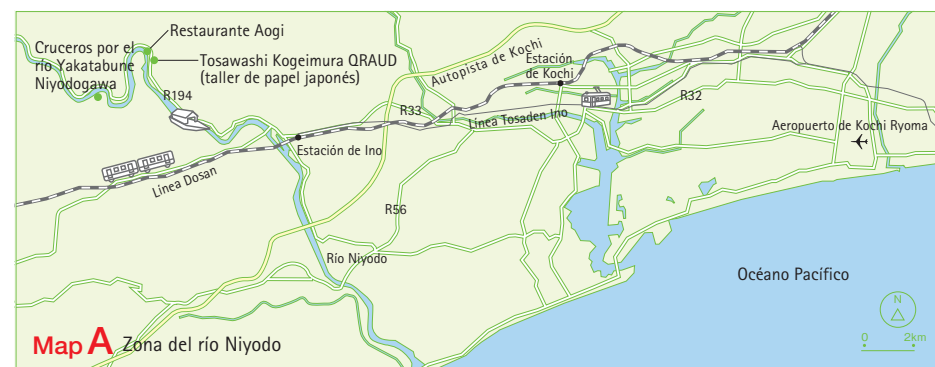 Restaurante Aogi
Cruceros por el
río Yakatabune
Niyodogawa
Tosawashi Kogeimura QRAUD
(taller de papel japonés)
R194
Autopista de Kochi
Estación
de Kochi
R33
Línea Tosaden Ino
R32
Aeropuerto de Kochi Ryoma
Estación de Ino
Línea Dosan
R56
Río Niyodo
Océano Pacífico
N
0 2km
Map A Zona del río Niyodo